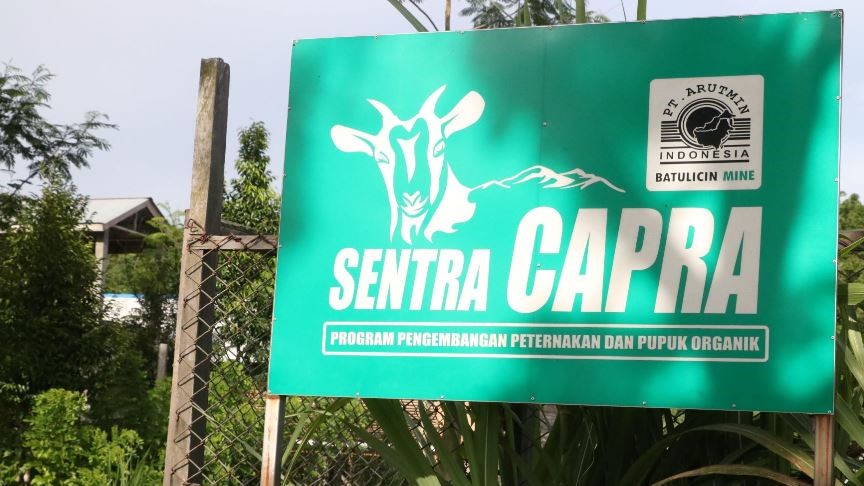 PT. ARUTMIN
INDONESIA
BATULICIN MINE
SENTRA CAPRA
PROGRAM PENGEMBANGAN PETERNAKAN DAN PUPUK ORGANIK